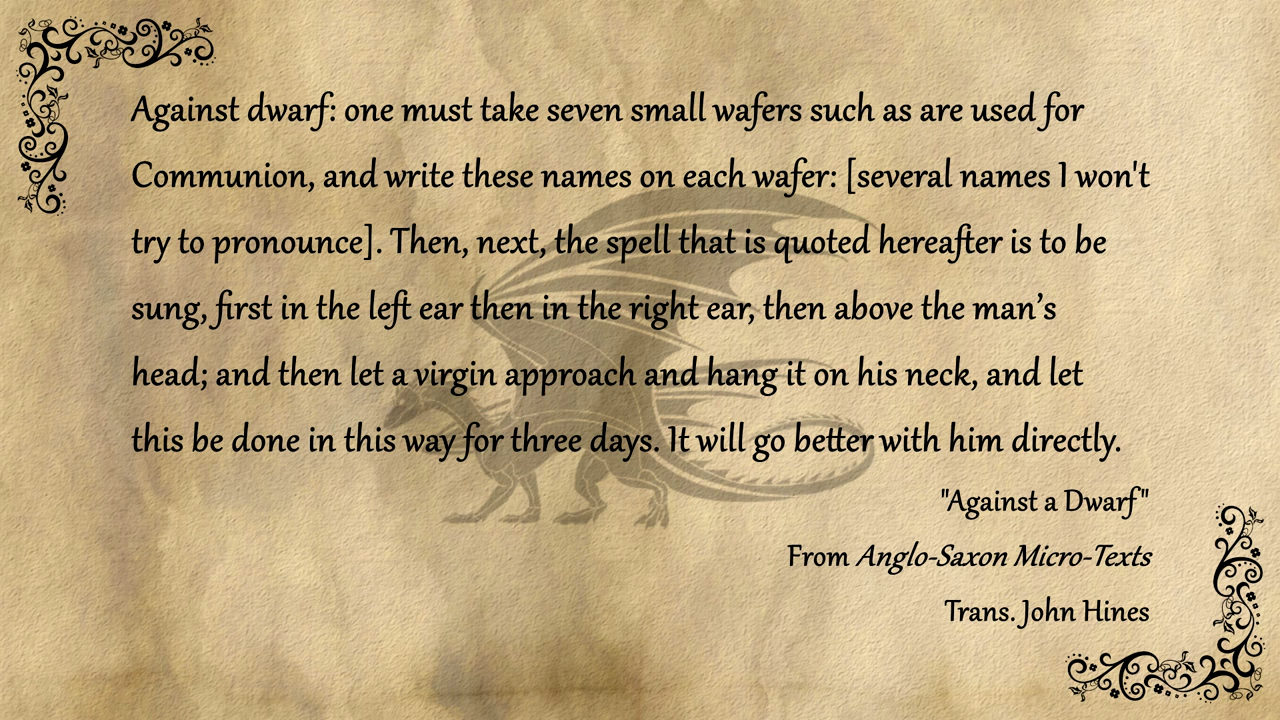 Against dwarf: one must take seven small wafers such as are used for
Communion, and write these names on each wafer: [several names I won't
try to pronounce]. Then, next, the spell that is quoted hereafter is to be
sung, first in the left ear then in the right ear, then above the man’s
head; and then let a virgin approach and hang it on his neck, and let
this be done in this way for three days. It will go better with him directly.
"Against a Dwarf"
From Anglo-Saxon Micro-Texts
Trans. John Hines